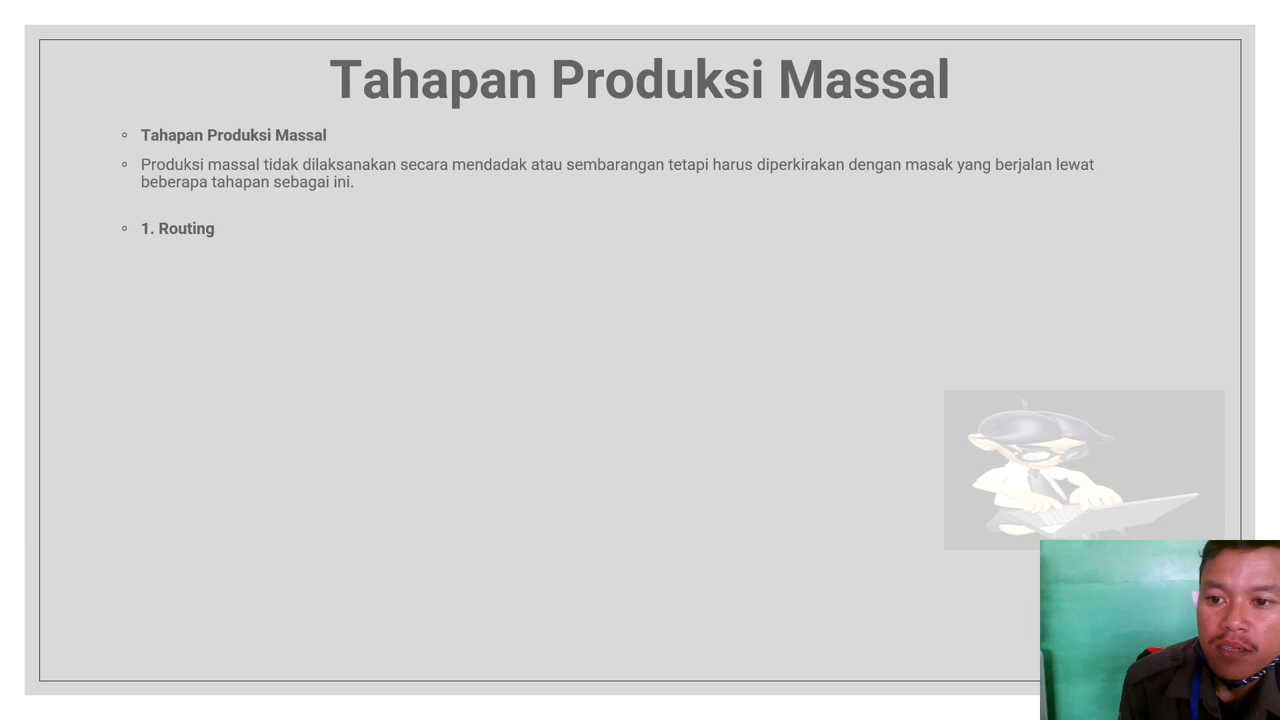 Tahapan Produksi Massal
Tahapan Produksi Massal
Produksi massal tidak dilaksanakan secara mendadak atau sembarangan tetapi harus diperkirakan dengan masak yang berjalan lewat
beberapa tahapan sebagai ini.
1. Routing